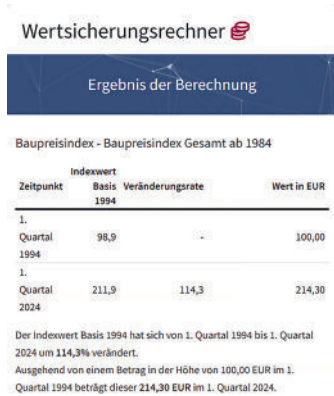 Wertsicherungsrechner
Ergebnis der Berechnung
Baupreisindex - Baupreisindex Gesamt ab 1984
Indexwert
Zeitpunkt Basis Veränderungsrate Wert in EUR
1994
1.
Quartal 98,9 - 100,00
1994
1.
Quartal 211,9 114,3 214,30
2024
Der Indexwert Basis 1994 hat sich von 1. Quartal 1994 bis 1. Quartal
2024 um 114,3% verändert.
Ausgehend von einem Betrag in der Höhe von 100,00 EUR im 1.
Quartal 1994 beträgt dieser 214,30 EUR im 1. Quartal 2024.